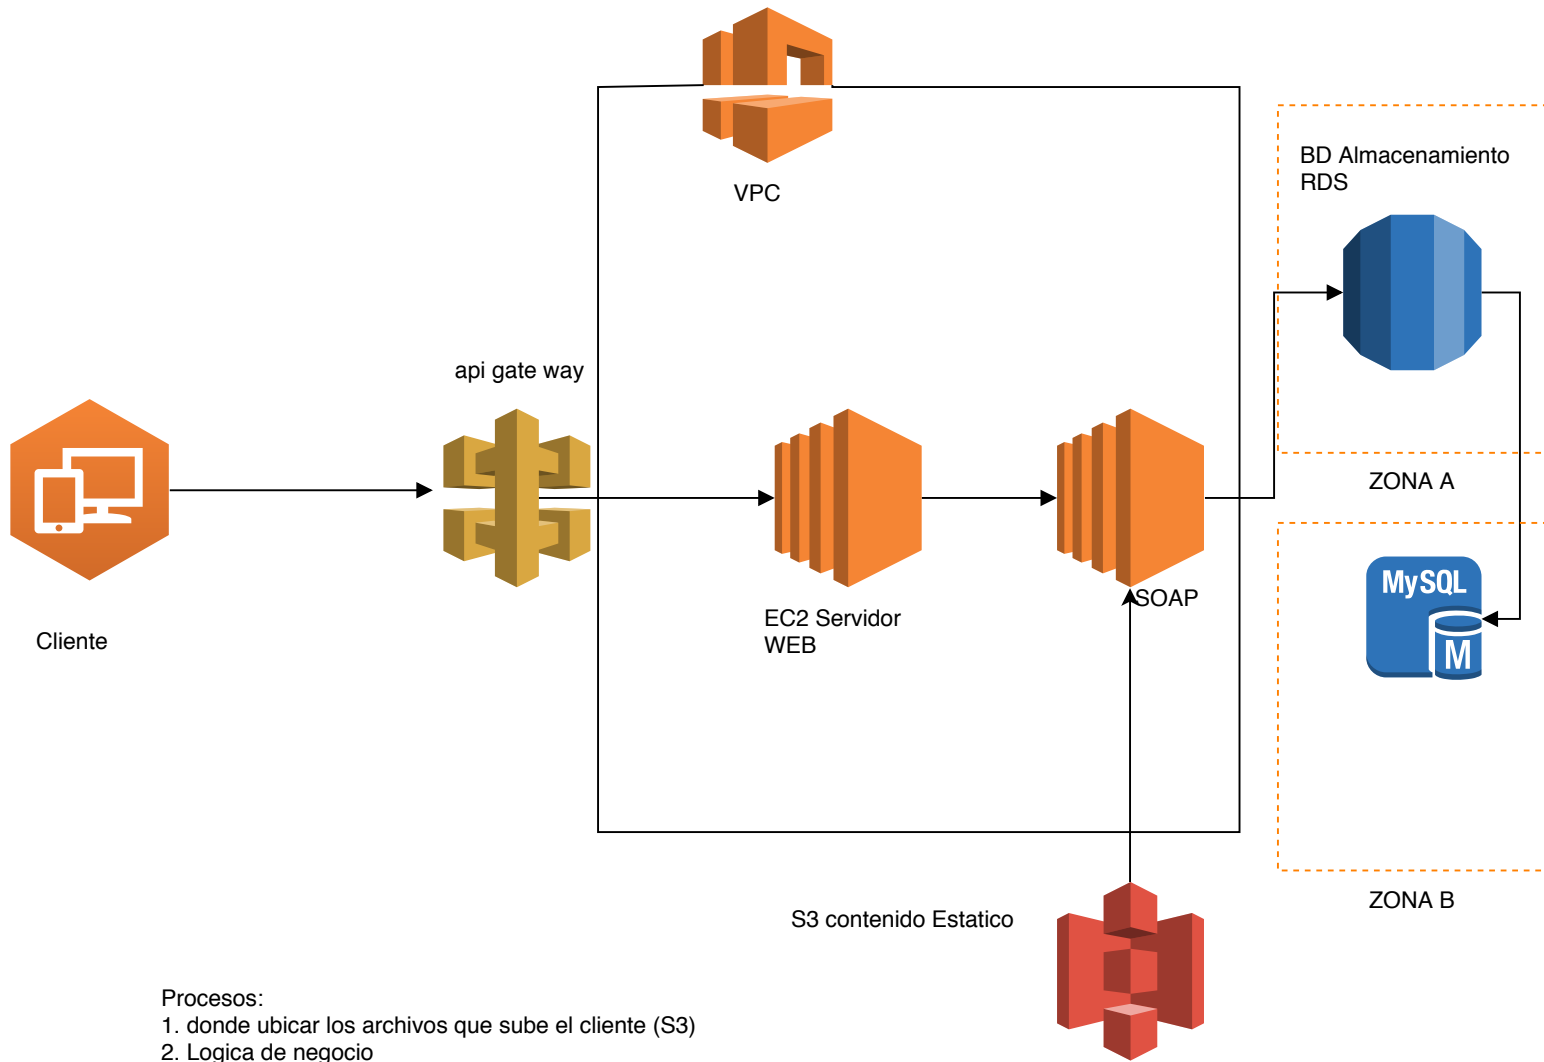 VPC
BD Almacenamiento
RDS
api gate way
ZONA A
MySQL
M
SOAP
EC2 Servidor
WEB
Cliente
ZONA B
S3 contenido Estatico
Procesos:
1. donde ubicar los archivos que sube el cliente (S3)
2. Logica de negocio